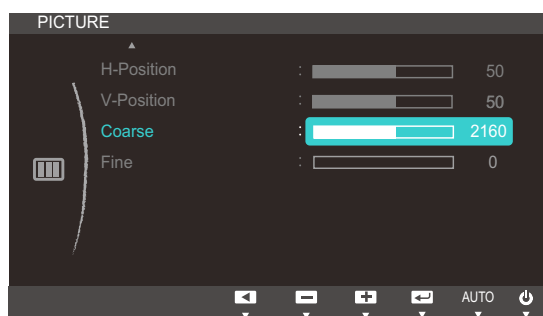 PICTURE
H-Position : 50
V-Position : 50
Coarse : 2160
Fine : 0
AUTO